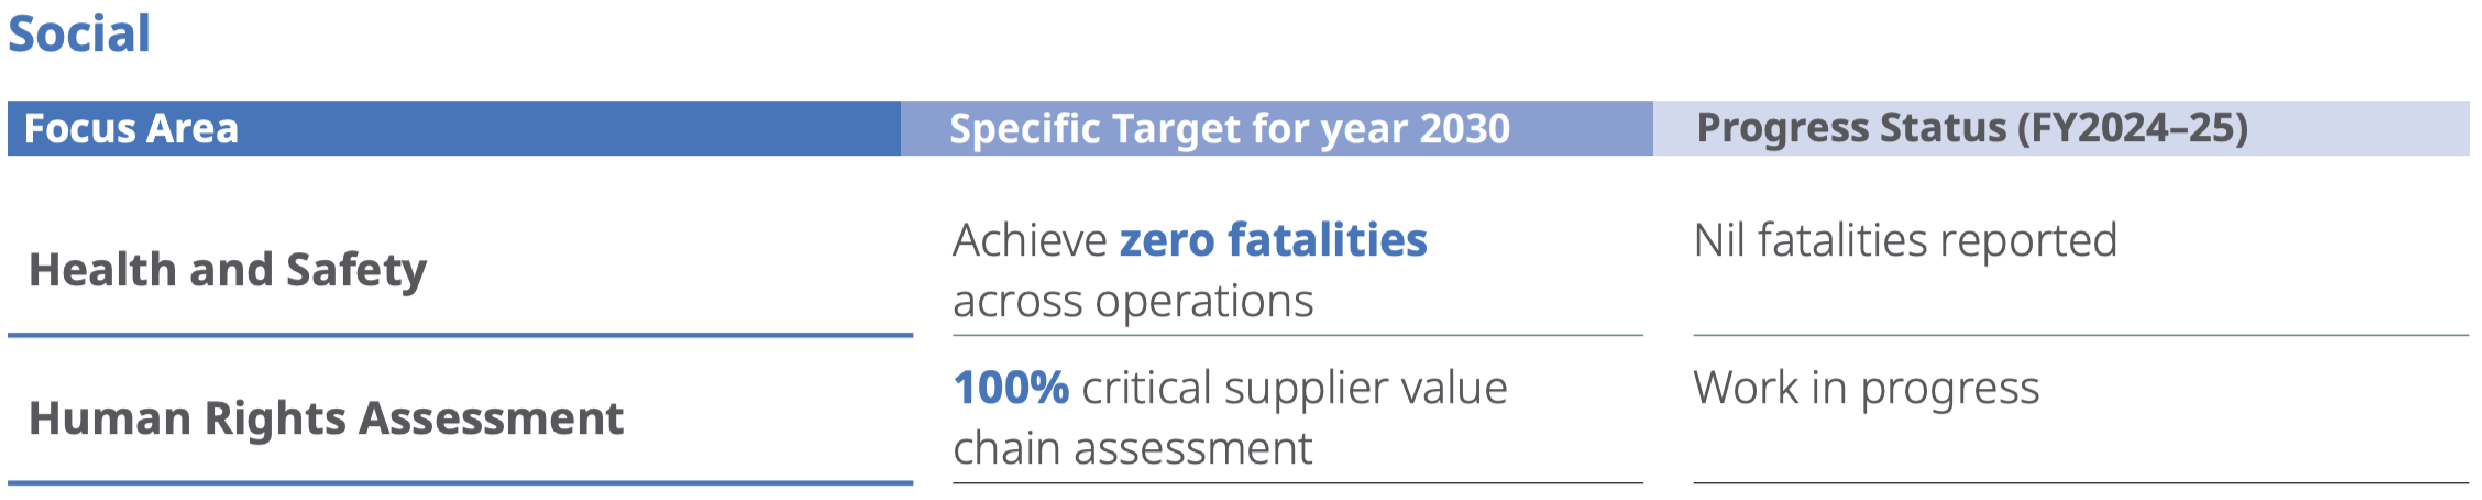 Social
Focus Area
Specific Target for year 2030
Progress Status (FY2024–25)
Health and Safety
Achieve zero fatalities
across operations
Nil fatalities reported
Human Rights Assessment
100% critical supplier value
chain assessment
Work in progress